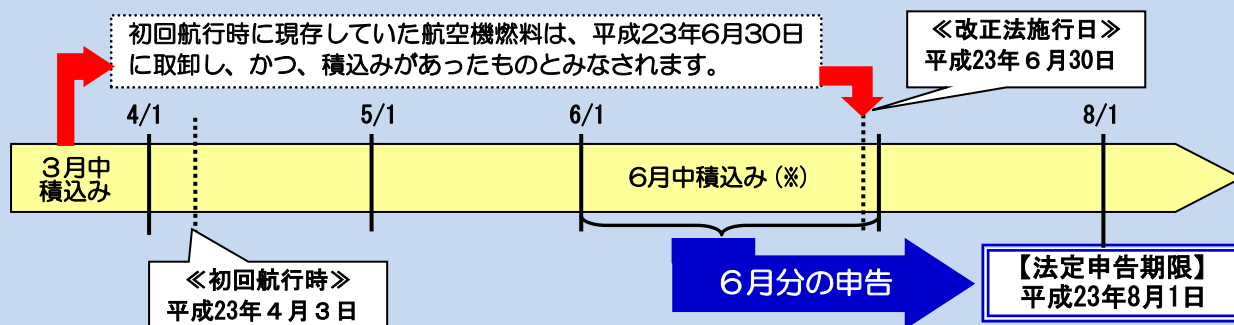 初回航行時に現存していた航空機燃料は、平成23年6月30日
に取卸し、かつ、積込みがあったものとみなされます。
≪改正法施行日≫
平成23年６月30日
4/1
5/1
6/1
8/1
３月中
積込み
6月中積込み（※）
≪初回航行時≫
平成23年４月３日
６月分の申告
【法定申告期限】
平成23年8月1日